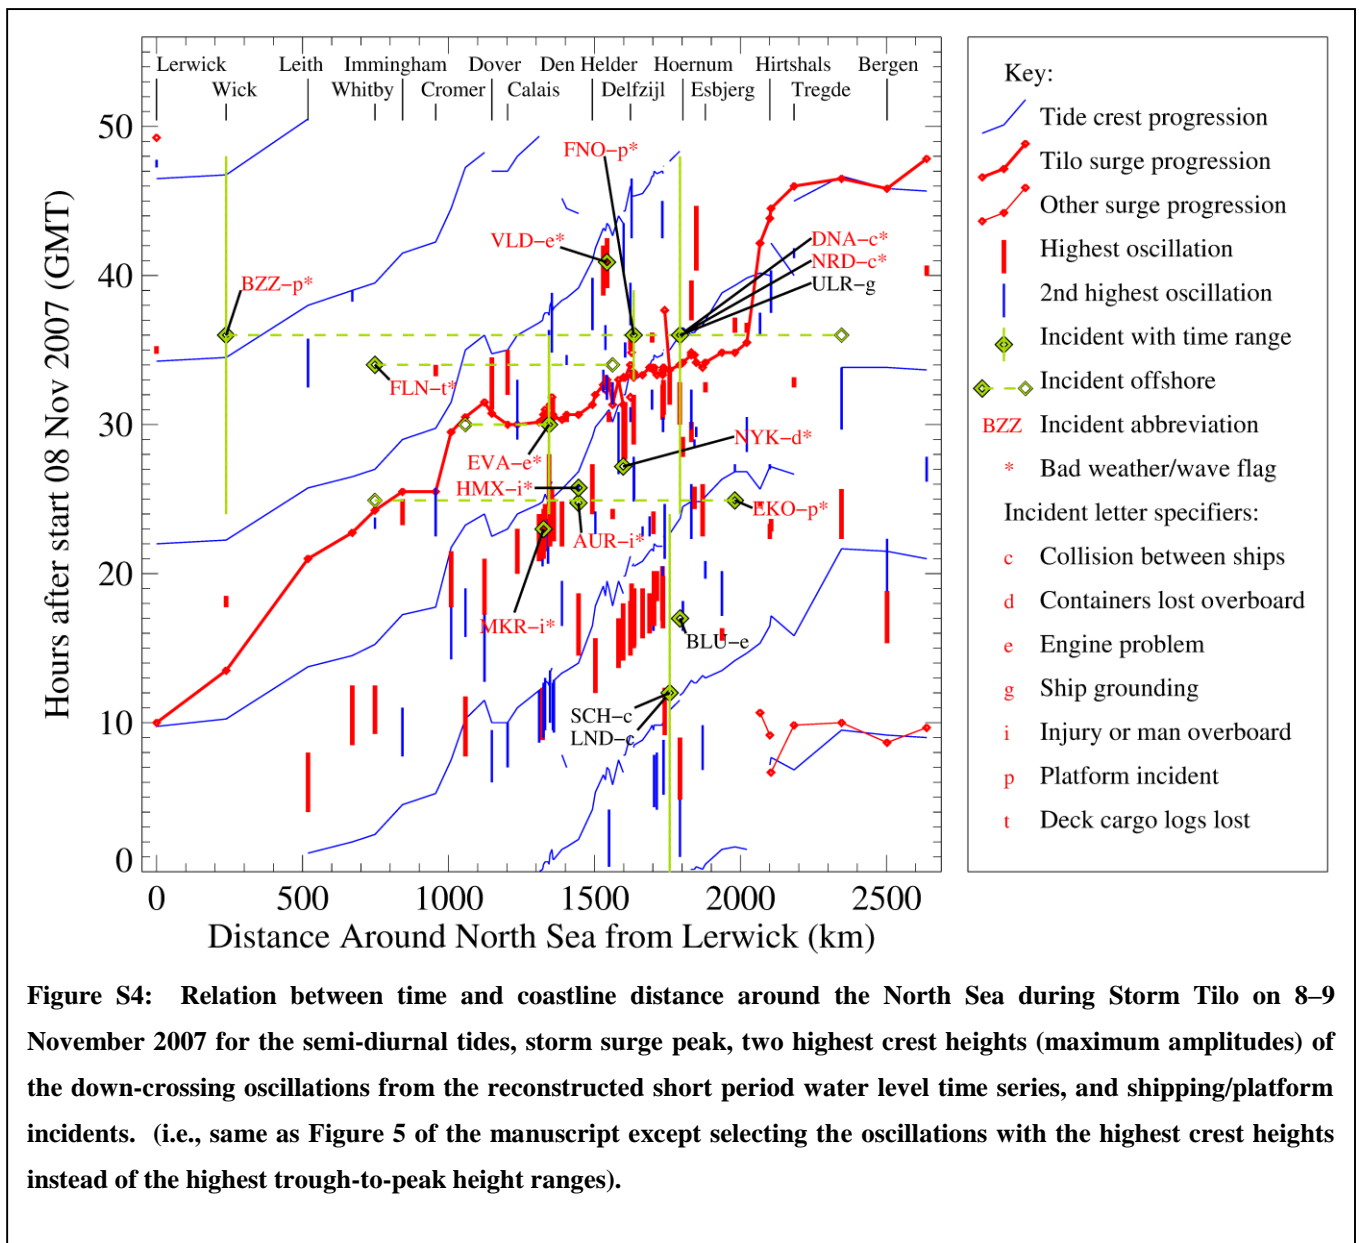 Lerwick Leith Immingham Dover Den Helder Hoernum Hirtshals Bergen
Wick Whitby Cromer Calais Delfzijl Esbjerg Tregde
50
40
30
20
10
0
Hours after start 08 Nov 2007 (GMT)
FNO-p*
VLD-e*
DNA-c*
NRD-c*
ULR-g
BZZ-p*
FLN-t*
NYK-d*
EVA-e*
HMX-i*
EKO-p*
AUR-i*
MKR-i*
BLU-e
SCH-c
LND-c
0 500 1000 1500 2000 2500
Distance Around North Sea from Lerwick (km)
Key:
Tide crest progression
Tilo surge progression
Other surge progression
Highest oscillation
2nd highest oscillation
Incident with time range
Incident offshore
BZZ Incident abbreviation
* Bad weather/wave flag
Incident letter specifiers:
c Collision between ships
d Containers lost overboard
e Engine problem
g Ship grounding
i Injury or man overboard
p Platform incident
t Deck cargo logs lost
Figure S4: Relation between time and coastline distance around the North Sea during Storm Tilo on 8–9
November 2007 for the semi-diurnal tides, storm surge peak, two highest crest heights (maximum amplitudes) of
the down-crossing oscillations from the reconstructed short period water level time series, and shipping/platform
incidents. (i.e., same as Figure 5 of the manuscript except selecting the oscillations with the highest crest heights
instead of the highest trough-to-peak height ranges).